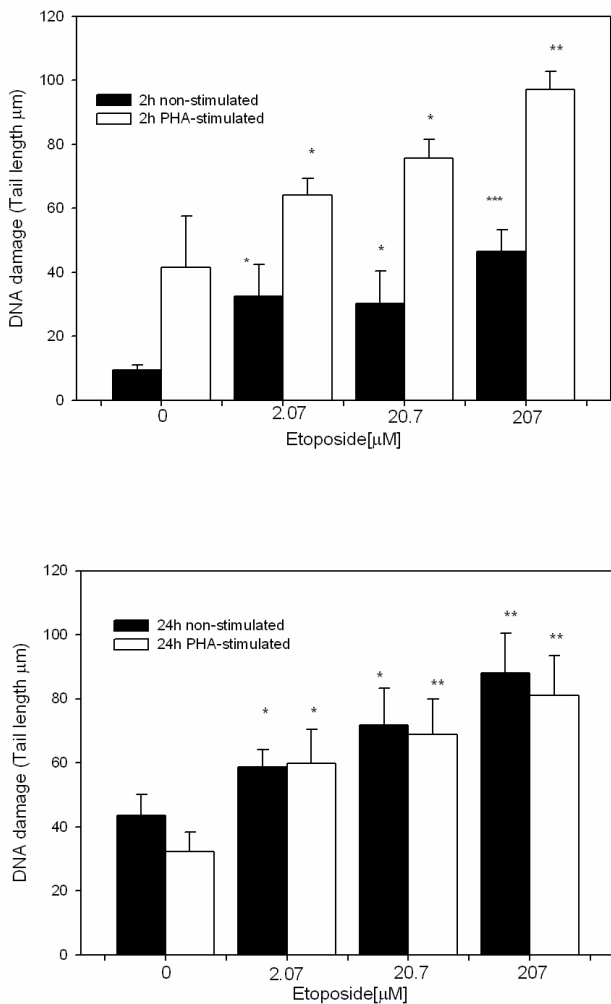 120
100
80
60
40
20
0
DNA damage (Tail length μm)
2h non-stimulated
2h PHA-stimulated
*
*
*
*
***
**
0 2.07 20.7 207
Etoposide[μM]
120
100
80
60
40
20
0
DNA damage (Tail length μm)
24h non-stimulated
24h PHA-stimulated
*
*
*
**
**
**
0 2.07 20.7 207
Etoposide[μM]